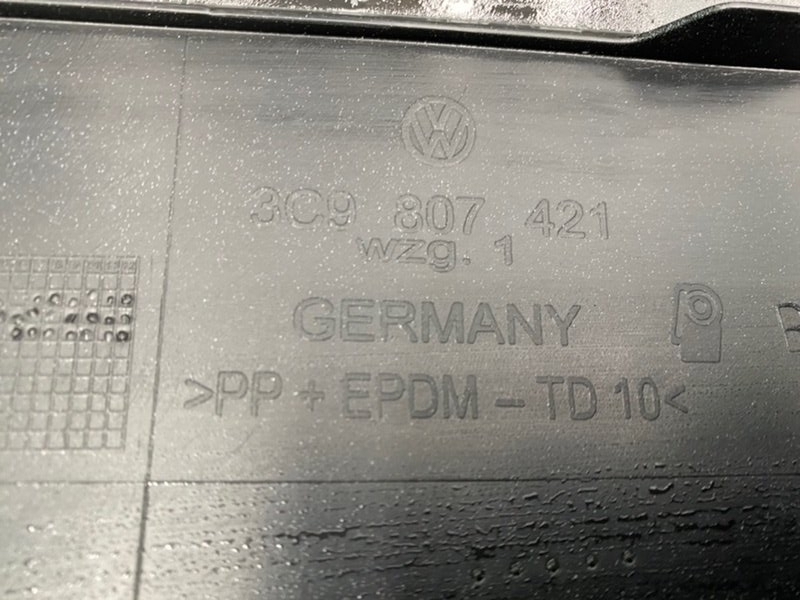 3C9 807 421
wzg. 1
GERMANY
>PP + EPDM - TD 10<